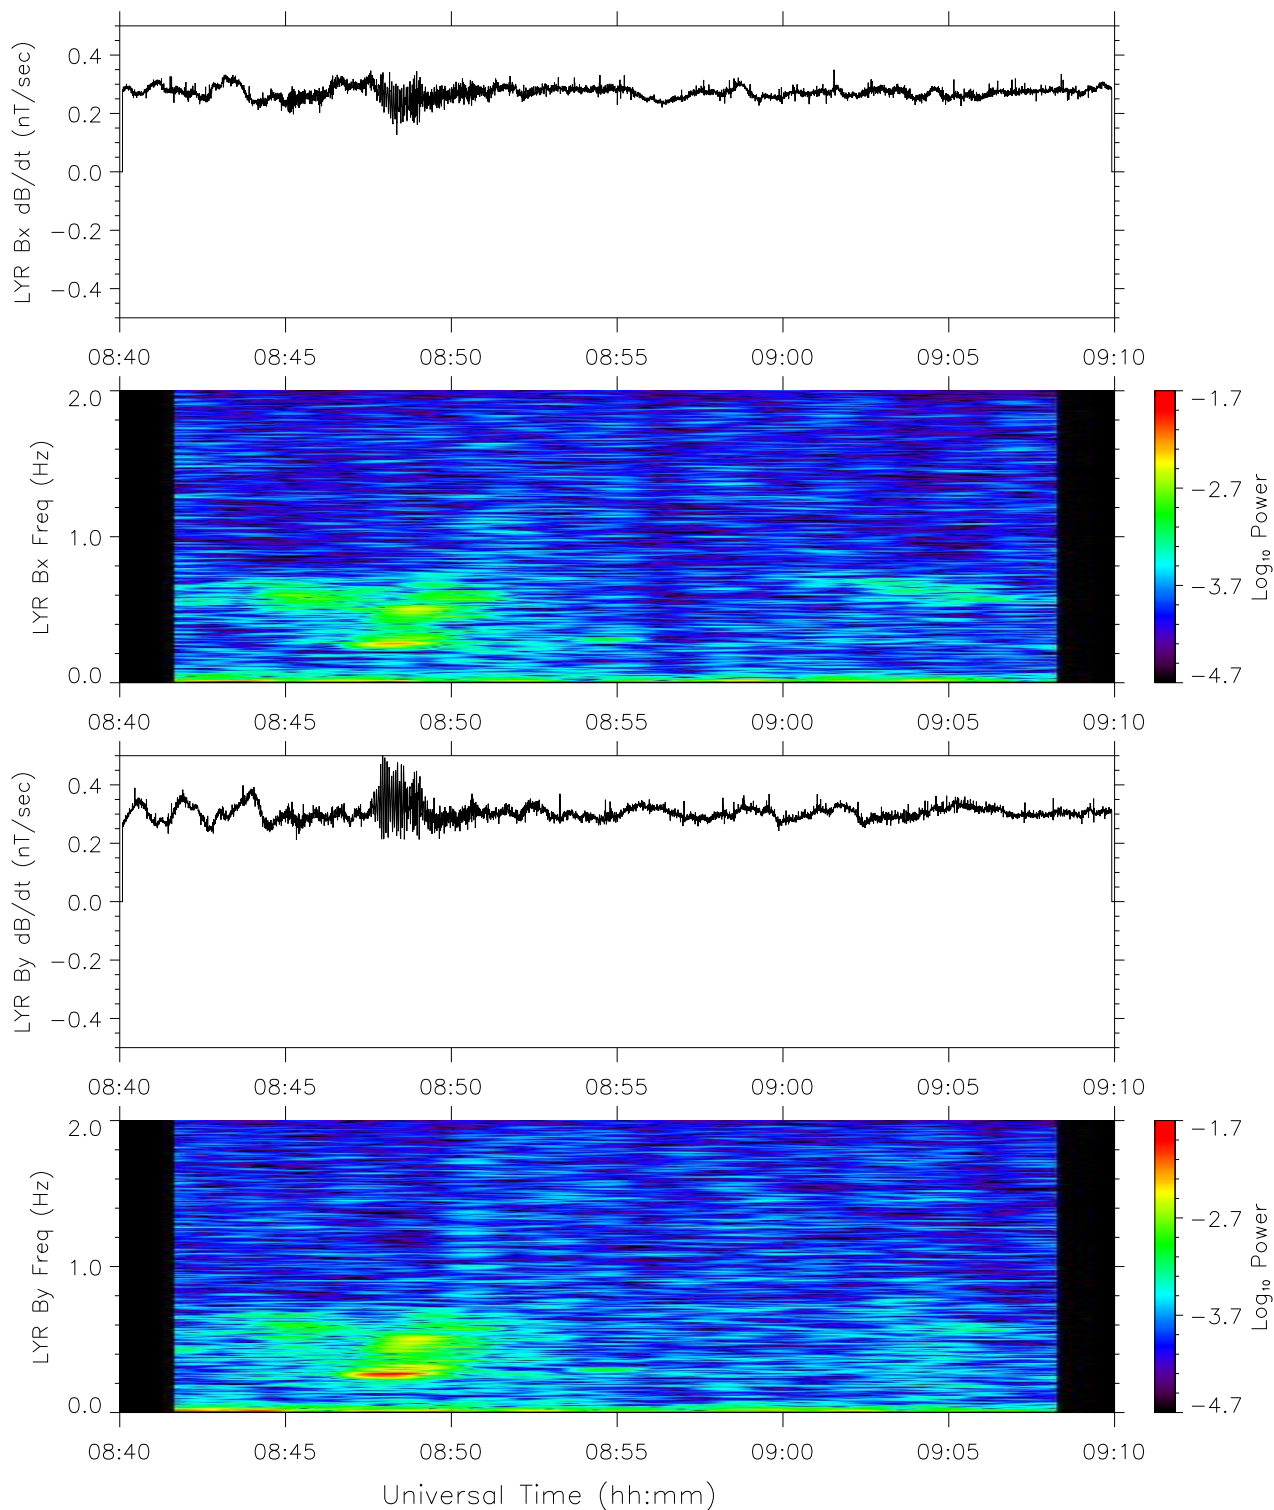 LYR Bx dB/dt (nT/sec)
0.4
0.2
0.0
−0.2
−0.4
08:40 08:45 08:50 08:55 09:00 09:05 09:10
LYR Bx Freq (Hz)
2.0
1.0
0.0
−1.7
−2.7
−3.7
−4.7
Log₁₀ Power
08:40 08:45 08:50 08:55 09:00 09:05 09:10
LYR By dB/dt (nT/sec)
0.4
0.2
0.0
−0.2
−0.4
08:40 08:45 08:50 08:55 09:00 09:05 09:10
LYR By Freq (Hz)
2.0
1.0
0.0
−1.7
−2.7
−3.7
−4.7
Log₁₀ Power
08:40 08:45 08:50 08:55 09:00 09:05 09:10
Universal Time (hh:mm)